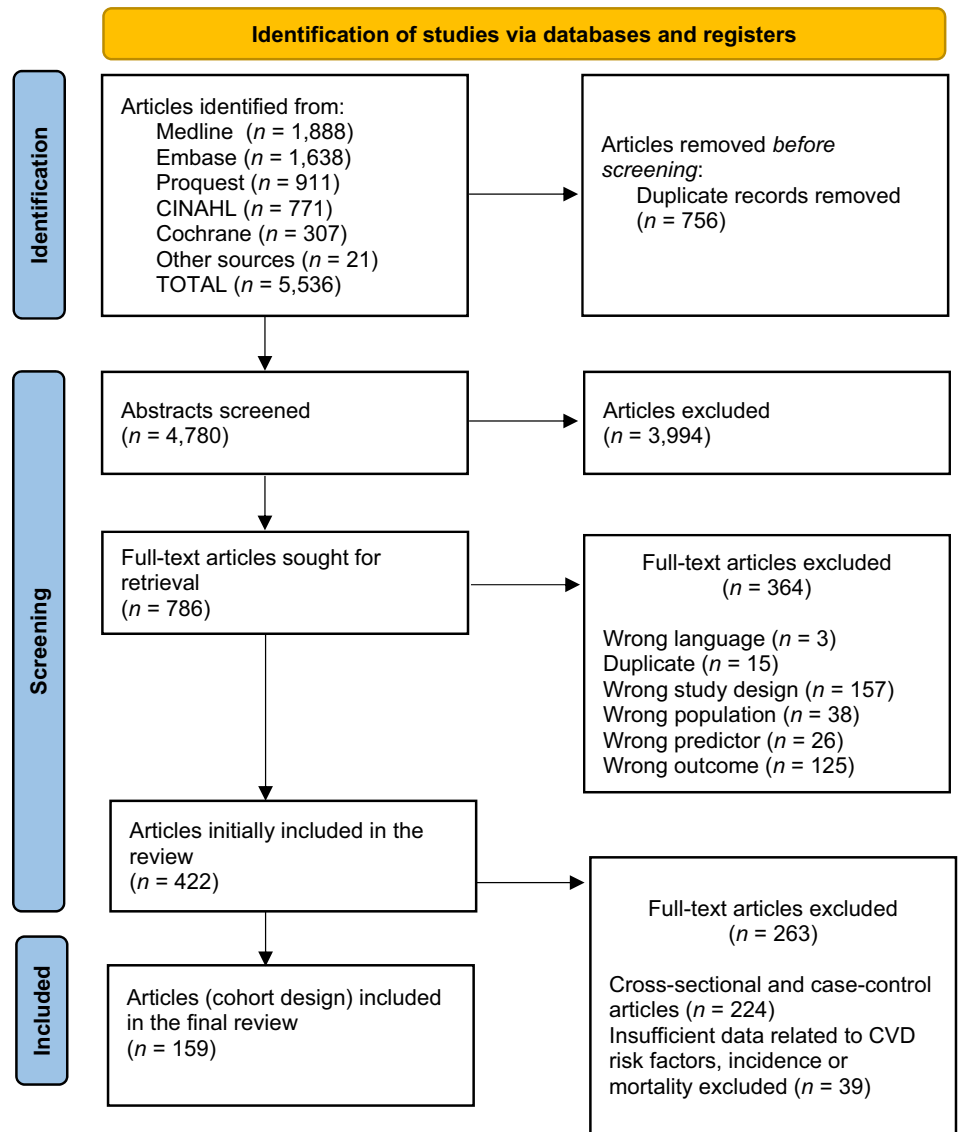 Identification of studies via databases and registers
Identification
Articles identified from:
Medline (n = 1,888)
Embase (n = 1,638)
Proquest (n = 911)
CINAHL (n = 771)
Cochrane (n = 307)
Other sources (n = 21)
TOTAL (n = 5,536)
Articles removed before
screening:
Duplicate records removed
(n = 756)
Screening
Abstracts screened
(n = 4,780)
Articles excluded
(n = 3,994)
Full-text articles sought for
retrieval
(n = 786)
Full-text articles excluded
(n = 364)
Wrong language (n = 3)
Duplicate (n = 15)
Wrong study design (n = 157)
Wrong population (n = 38)
Wrong predictor (n = 26)
Wrong outcome (n = 125)
Articles initially included in the
review
(n = 422)
Full-text articles excluded
(n = 263)
Cross-sectional and case-control
articles (n = 224)
Insufficient data related to CVD
risk factors, incidence or
mortality excluded (n = 39)
Included
Articles (cohort design) included
in the final review
(n = 159)